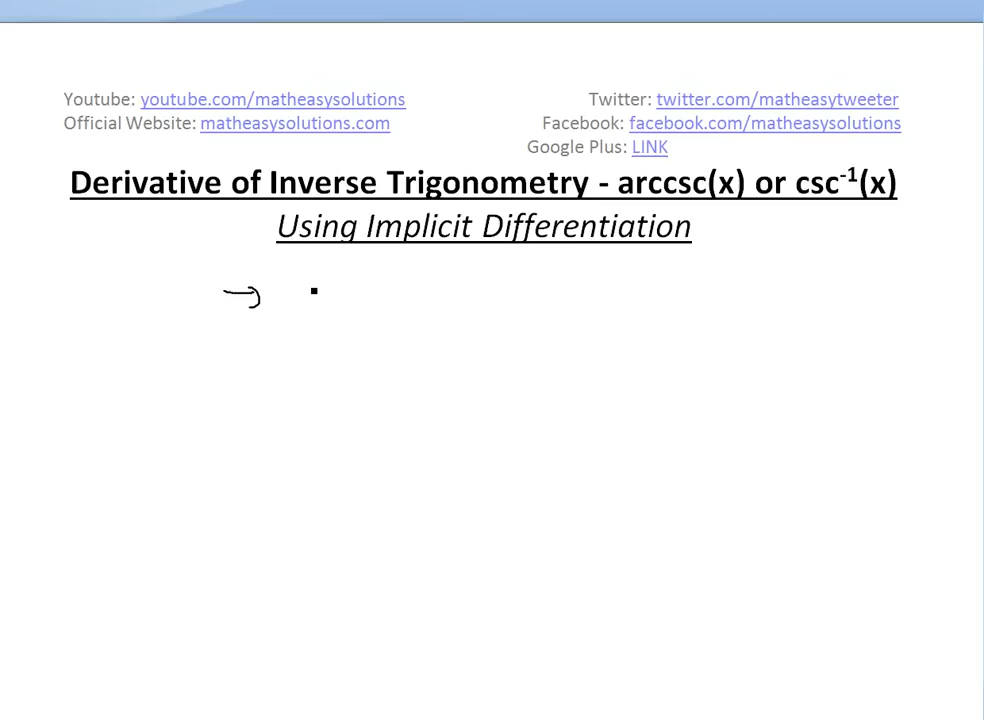 Youtube: youtube.com/matheasysolutions
Twitter: twitter.com/matheasytweeter
Official Website: matheasysolutions.com
Facebook: facebook.com/matheasysolutions
Google Plus: LINK
Derivative of Inverse Trigonometry - arccsc(x) or csc⁻¹(x)
Using Implicit Differentiation